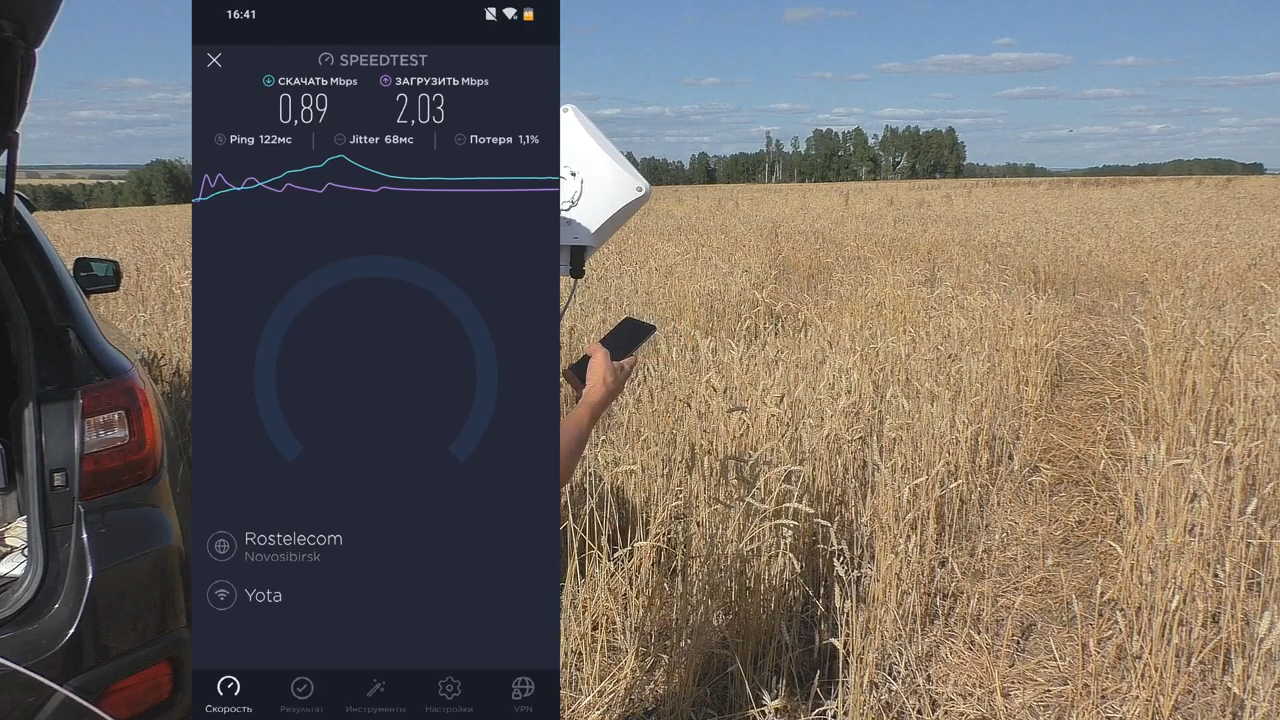 16:41
SPEEDTEST
СКАЧАТЬ Mbps ЗАГРУЗИТЬ Mbps
0,89 2,03
Ping 122мс Jitter 68мс Потеря 1,1%
Rostelecom
Novosibirsk
Yota
Скорость Результат Инструменты Настройки VPN